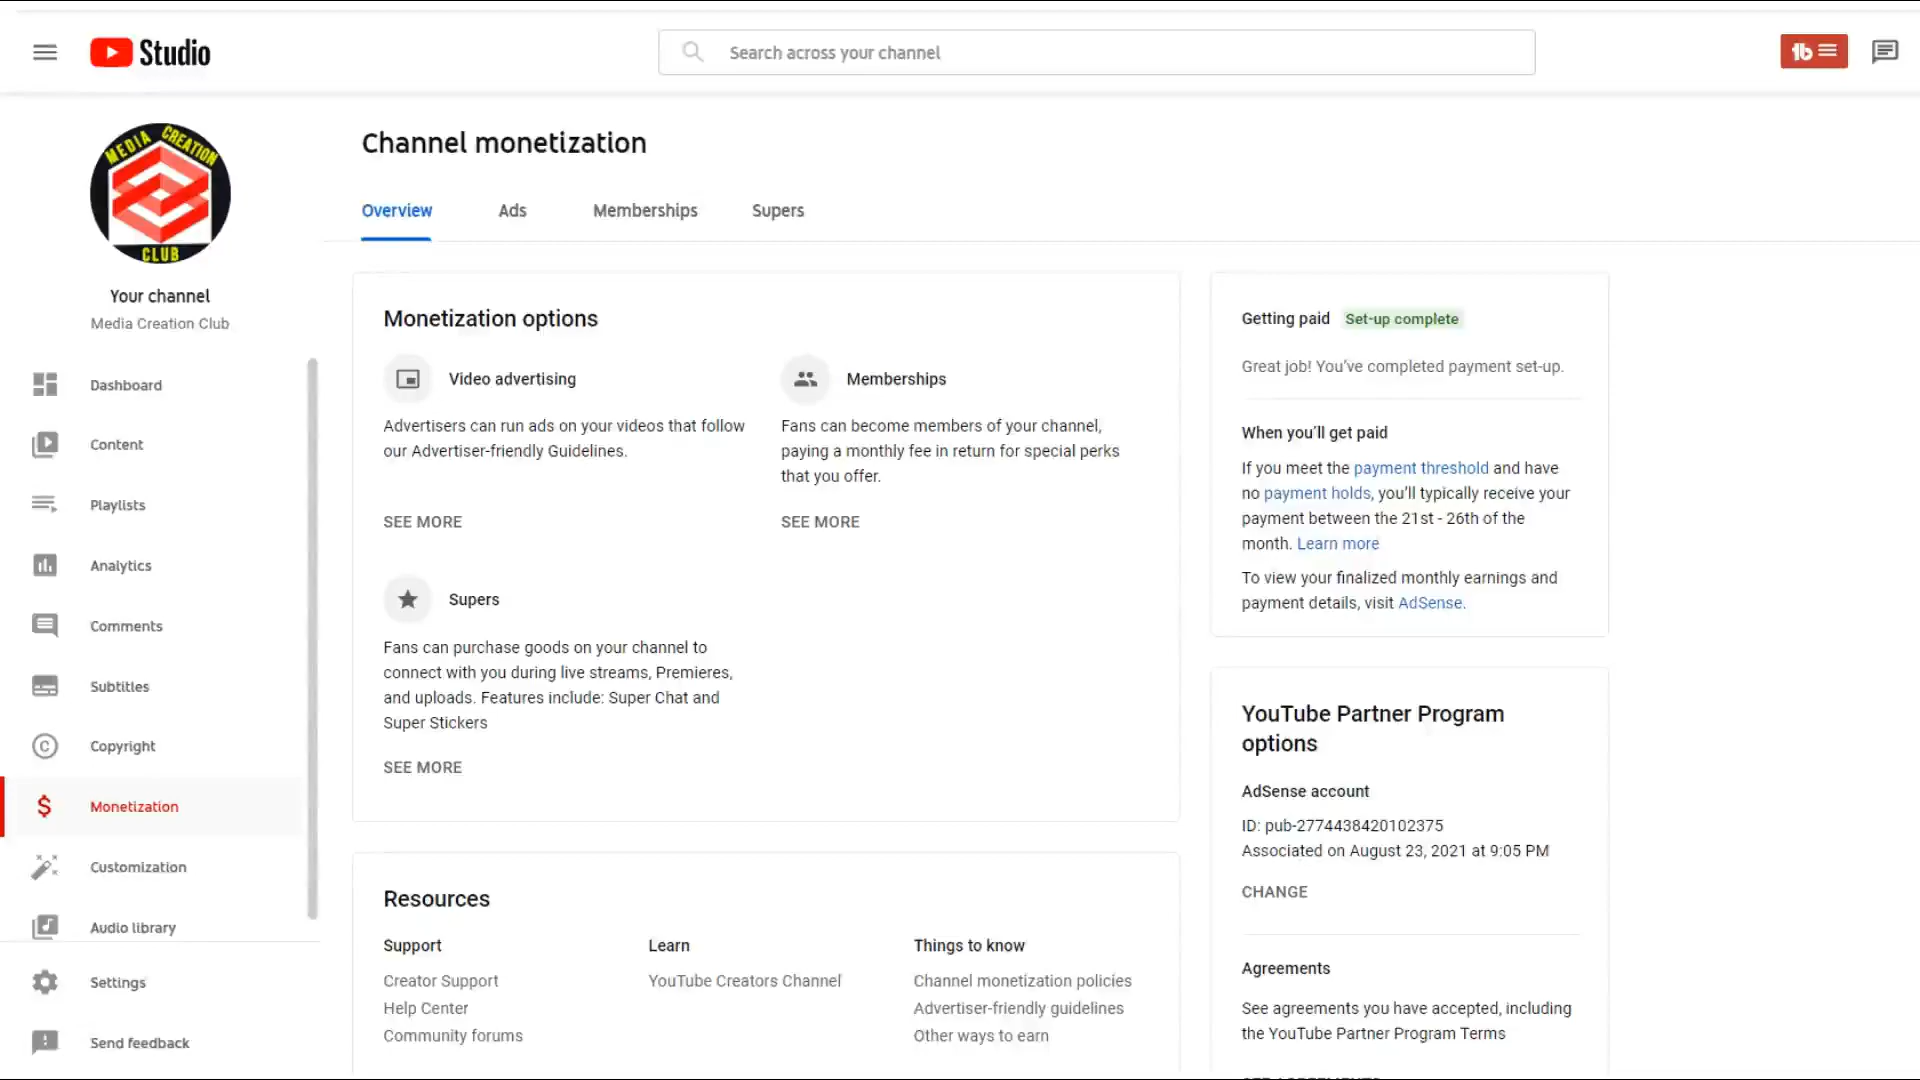 Studio
Search across your channel
tb
MEDIA CREATION
CLUB
Your channel
Media Creation Club
Dashboard
Content
Playlists
Analytics
Comments
Subtitles
Copyright
Monetization
Customization
Audio library
Settings
Send feedback
Channel monetization
Overview
Ads
Memberships
Supers
Monetization options
Video advertising
Advertisers can run ads on your videos that follow
our Advertiser-friendly Guidelines.
SEE MORE
Memberships
Fans can become members of your channel,
paying a monthly fee in return for special perks
that you offer.
SEE MORE
Supers
Fans can purchase goods on your channel to
connect with you during live streams, Premieres,
and uploads. Features include: Super Chat and
Super Stickers
SEE MORE
Resources
Support
Creator Support
Help Center
Community forums
Learn
YouTube Creators Channel
Things to know
Channel monetization policies
Advertiser-friendly guidelines
Other ways to earn
Getting paid Set-up complete
Great job! You've completed payment set-up.
When you'll get paid
If you meet the payment threshold and have
no payment holds, you'll typically receive your
payment between the 21st - 26th of the
month. Learn more
To view your finalized monthly earnings and
payment details, visit AdSense.
YouTube Partner Program
options
AdSense account
ID: pub-2774438420102375
Associated on August 23, 2021 at 9:05 PM
CHANGE
Agreements
See agreements you have accepted, including
the YouTube Partner Program Terms